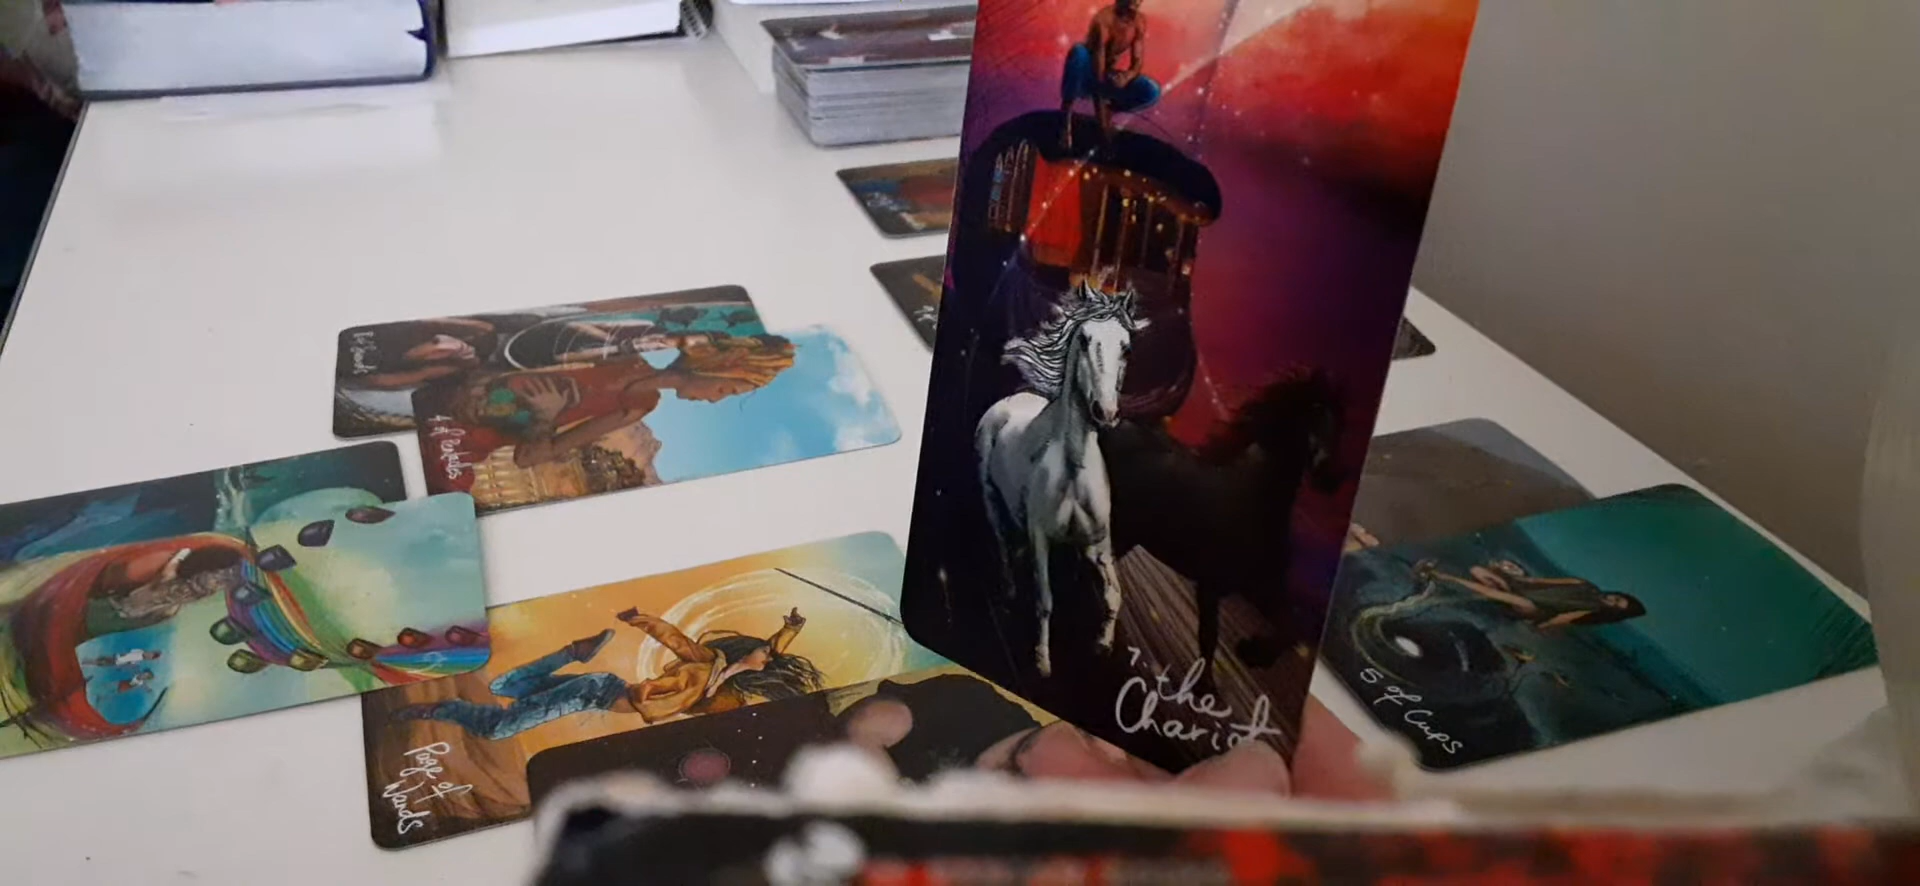 7.
the
Chariot
4 of Pentacles
Page of
Wands
5 of Cups